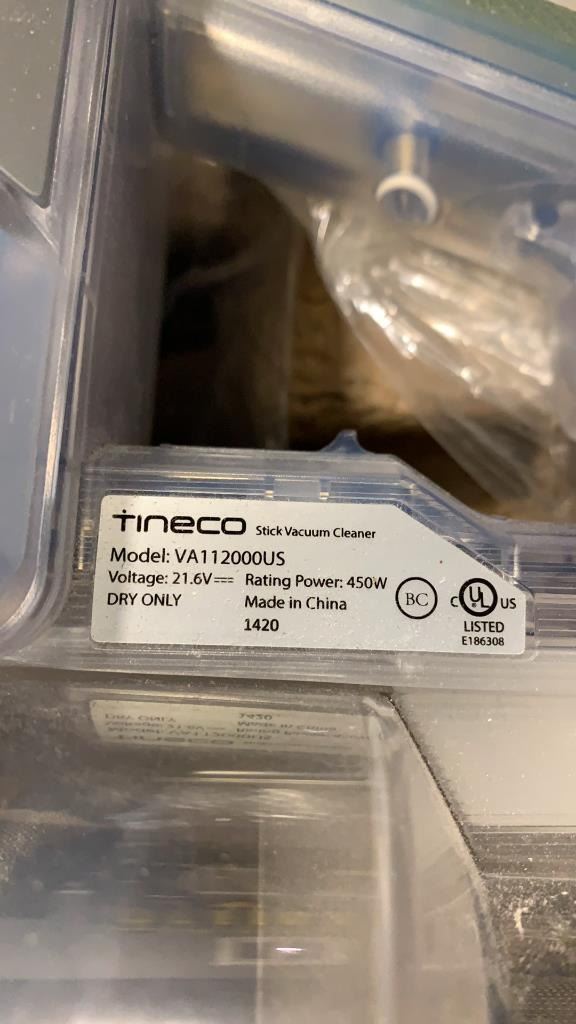 tineco Stick Vacuum Cleaner
Model: VA112000US
Voltage: 21.6V⎓ Rating Power: 450W
DRY ONLY Made in China
1420
BC
C UL US
LISTED
E186308